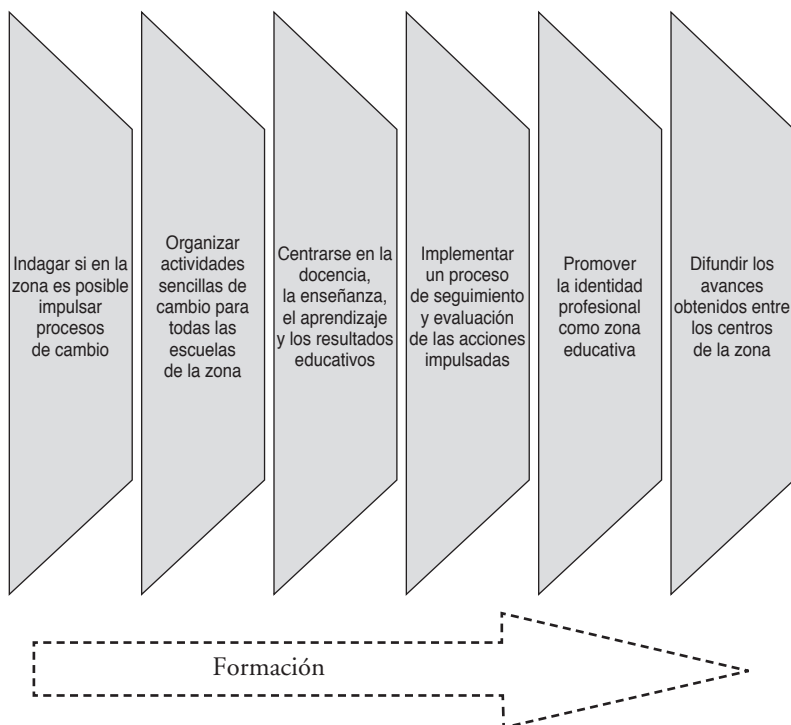 Indagar si en la
zona es posible
impulsar
procesos
de cambio
Organizar
actividades
sencillas de
cambio para
todas las
escuelas
de la zona
Centrarse en la
docencia,
la enseñanza,
el aprendizaje
y los resultados
educativos
Implementar
un proceso
de seguimiento
y evaluación
de las acciones
impulsadas
Promover
la identidad
profesional
como zona
educativa
Difundir los
avances
obtenidos entre
los centros
de la zona
Formación